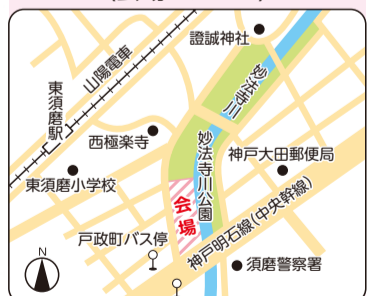 證誠神社
山陽電車
妙法寺川
東須磨駅
西極楽寺
妙法寺川公園
神戸大田郵便局
東須磨小学校
会場
神戸明石線(中央幹線)
戸政町バス停
須磨警察署
N